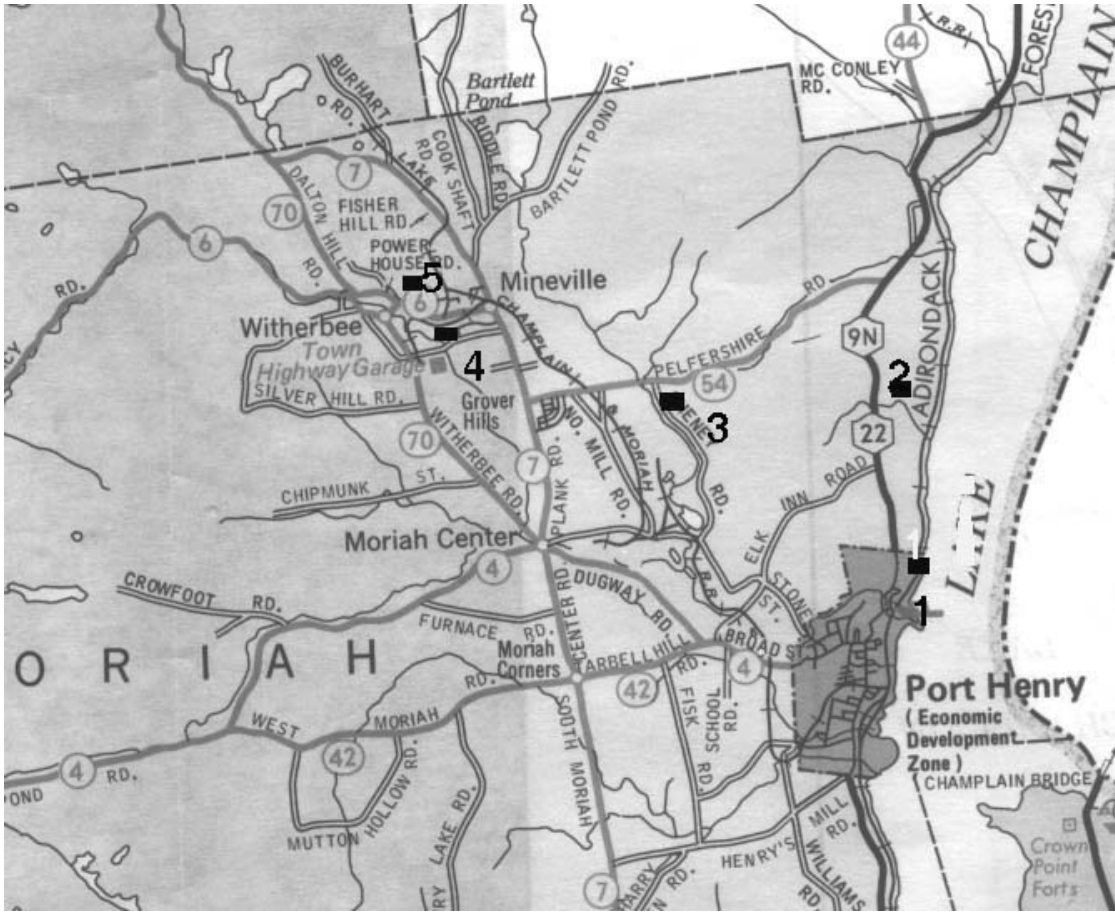 44
R.R.
FOREST
CHAMPLAIN
MC CONLEY
RD.
Bartlett
Pond
BURHART
RD.
LAKE
COOK SHAFT
RD.
RIDDLE RD.
BARTLETT POND RD.
7
DALTON HILL
RD.
70
FISHER
HILL RD.
POWER
HOUSE RD.
6
RD.
5
6
Mineville
CHAMPLAIN
Witherbee
Town
Highway Garage
4
SILVER HILL RD.
Grover
Hills
PELFERSHIRE
RD
54
9N
2
ADIRONDACK
22
3
RD.
NO. MILL RD.
MORIAH
R.R.
70
WITHERBEE RD.
7
PLANK RD.
CHIPMUNK ST.
ELK INN ROAD
LAKE
Moriah Center
4
DUGWAY RD.
CENTER RD.
STONE
ST.
1
CROWFOOT RD.
FURNACE RD.
Moriah
Corners
TARBELL HILL
RD.
BROAD ST.
4
42
O R I A H
WEST
MORIAH
RD.
42
SOUTH MORIAH
FISK
RD.
SCHOOL
RD.
Port Henry
( Economic
Development
Zone )
CHAMPLAIN BRIDGE
4
POND RD.
MUTTON
HOLLOW RD.
LAKE RD.
HENRY'S
MILL
RD.
WILLIAMS
RD.
7
RD.
Crown
Point
Forts